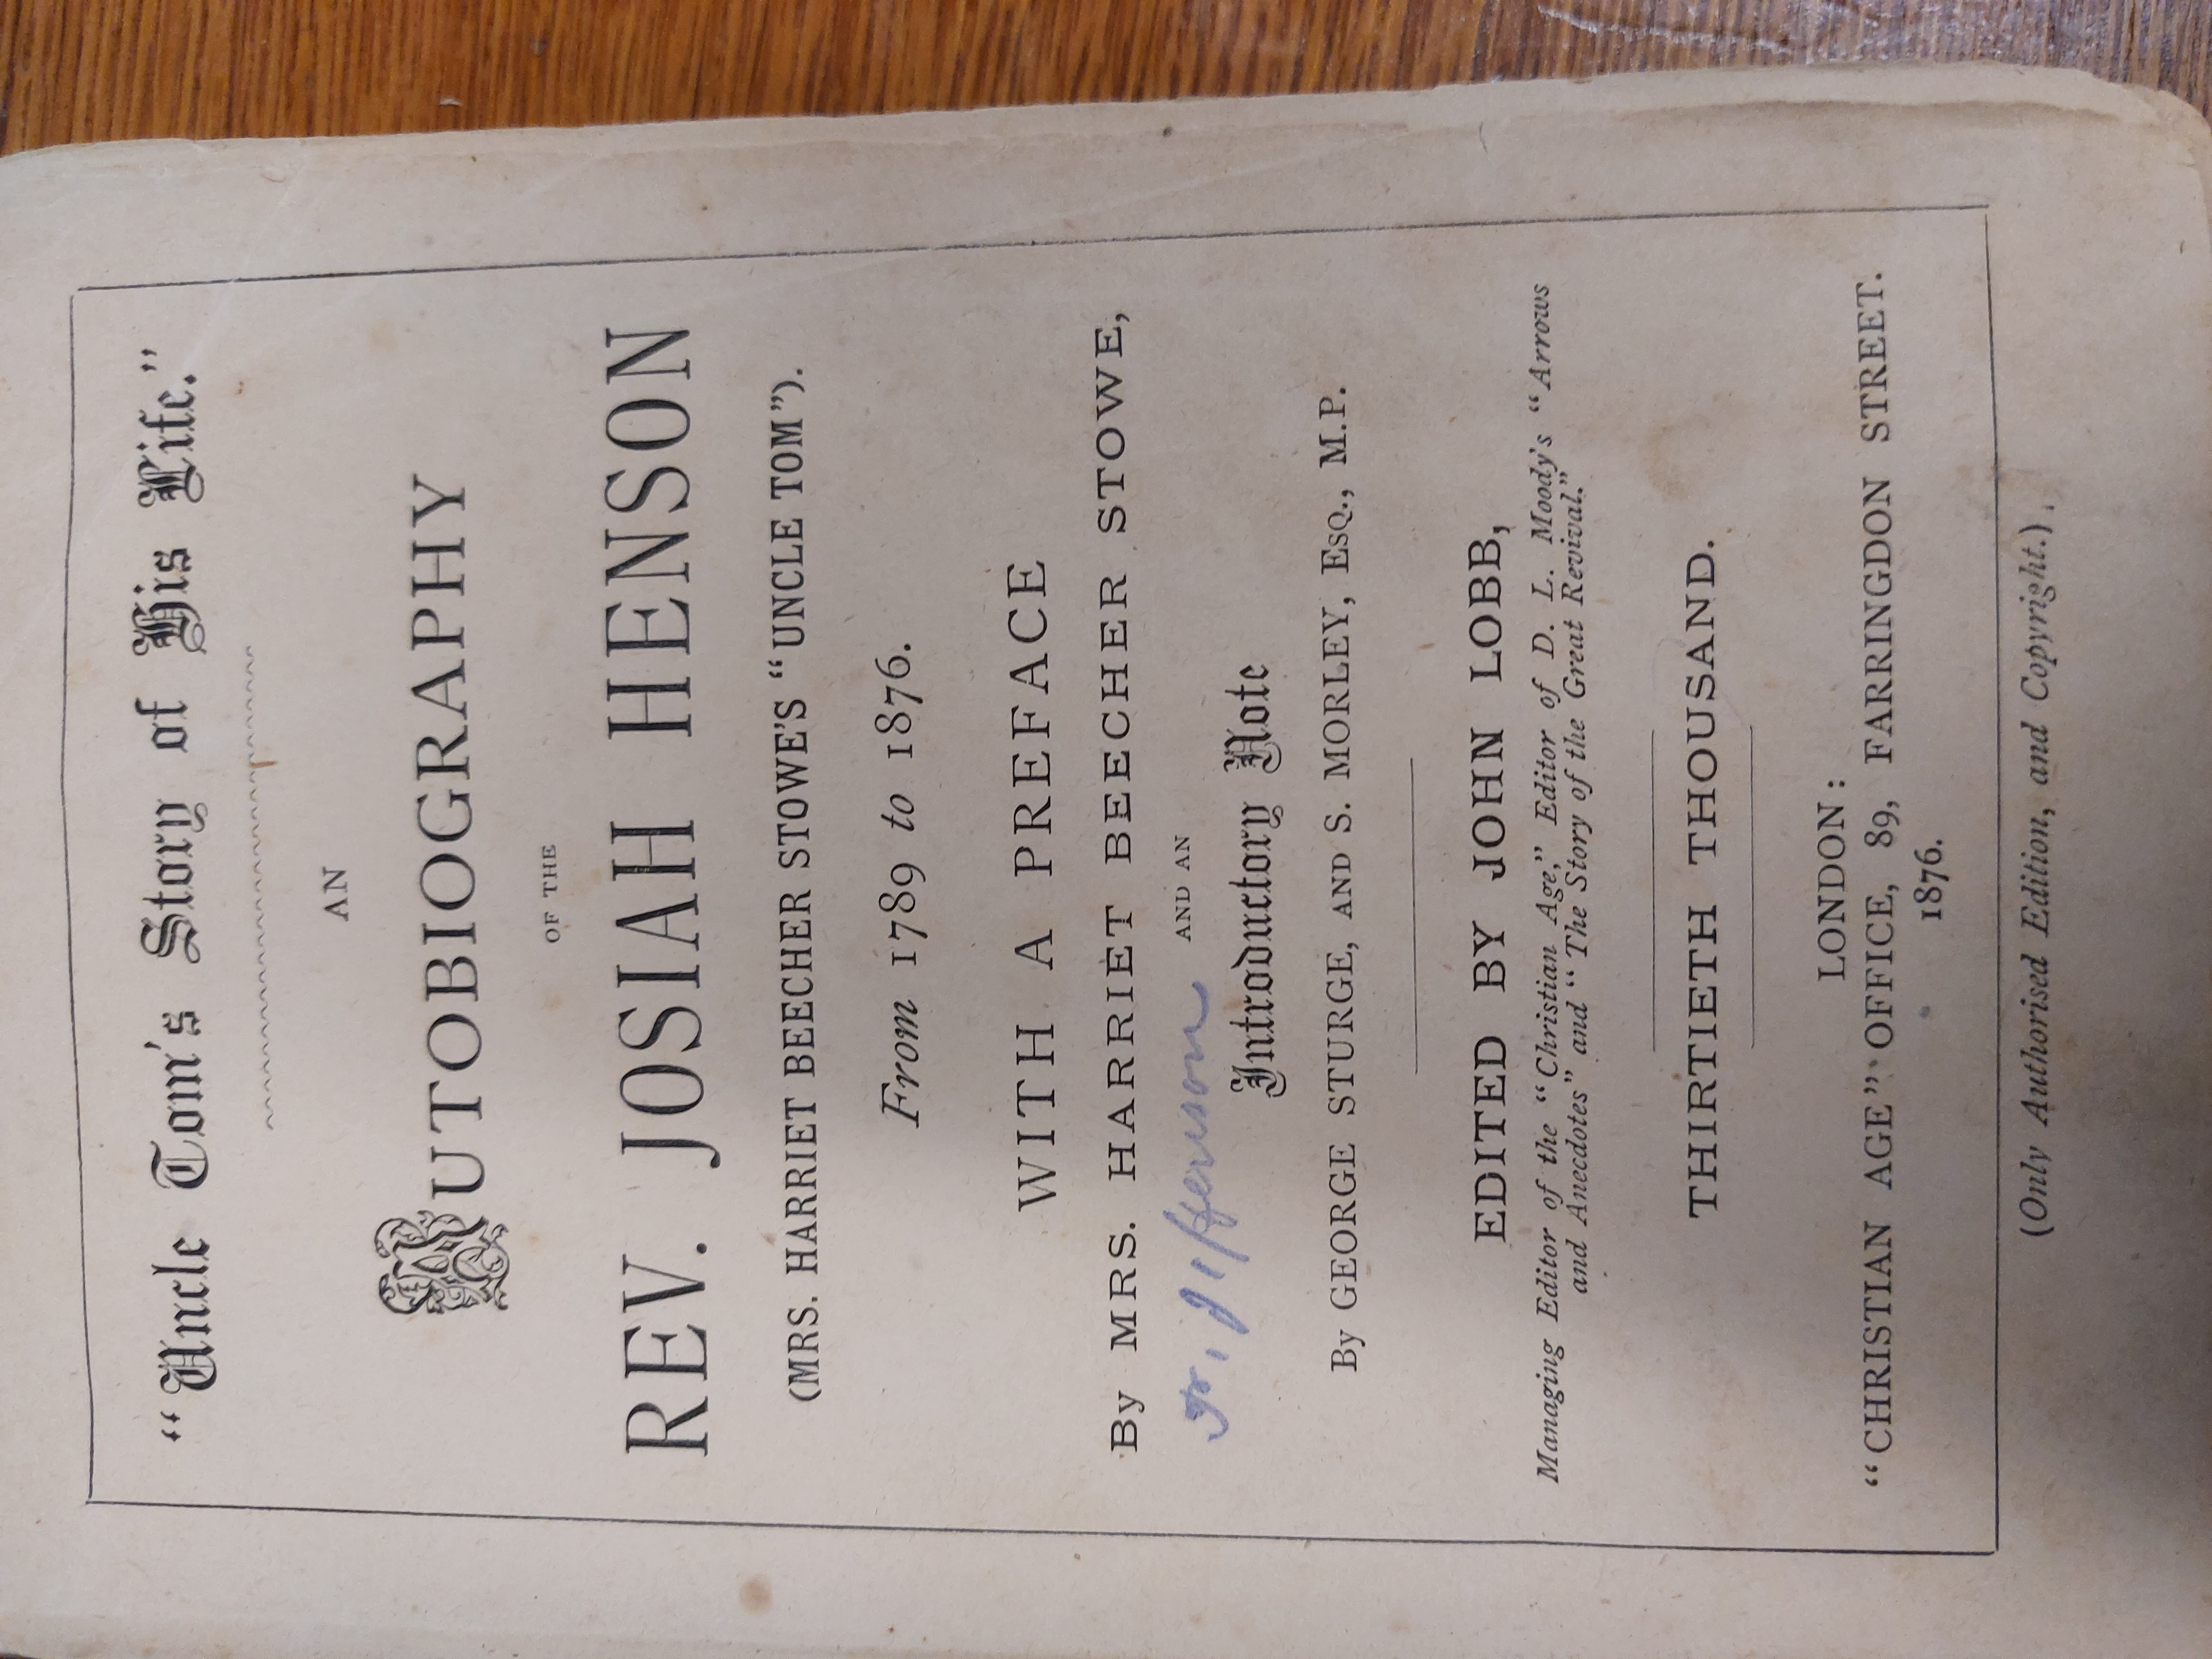 “Uncle Tom's Story of His Life.”
AN
AUTOBIOGRAPHY
OF THE
REV. JOSIAH HENSON
(MRS. HARRIET BEECHER STOWE'S “UNCLE TOM”).
From 1789 to 1876.
WITH A PREFACE
By MRS. HARRIET BEECHER STOWE,
AND AN
Introductory Note
By GEORGE STURGE, AND S. MORLEY, ESQ., M.P.
EDITED BY JOHN LOBB,
Managing Editor of the “Christian Age,” Editor of D. L. Moody's “Arrows
and Anecdotes” and “The Story of the Great Revival.”
THIRTIETH THOUSAND.
LONDON:
“CHRISTIAN AGE” OFFICE, 89, FARRINGDON STREET.
1876.
(Only Authorised Edition, and Copyright.)